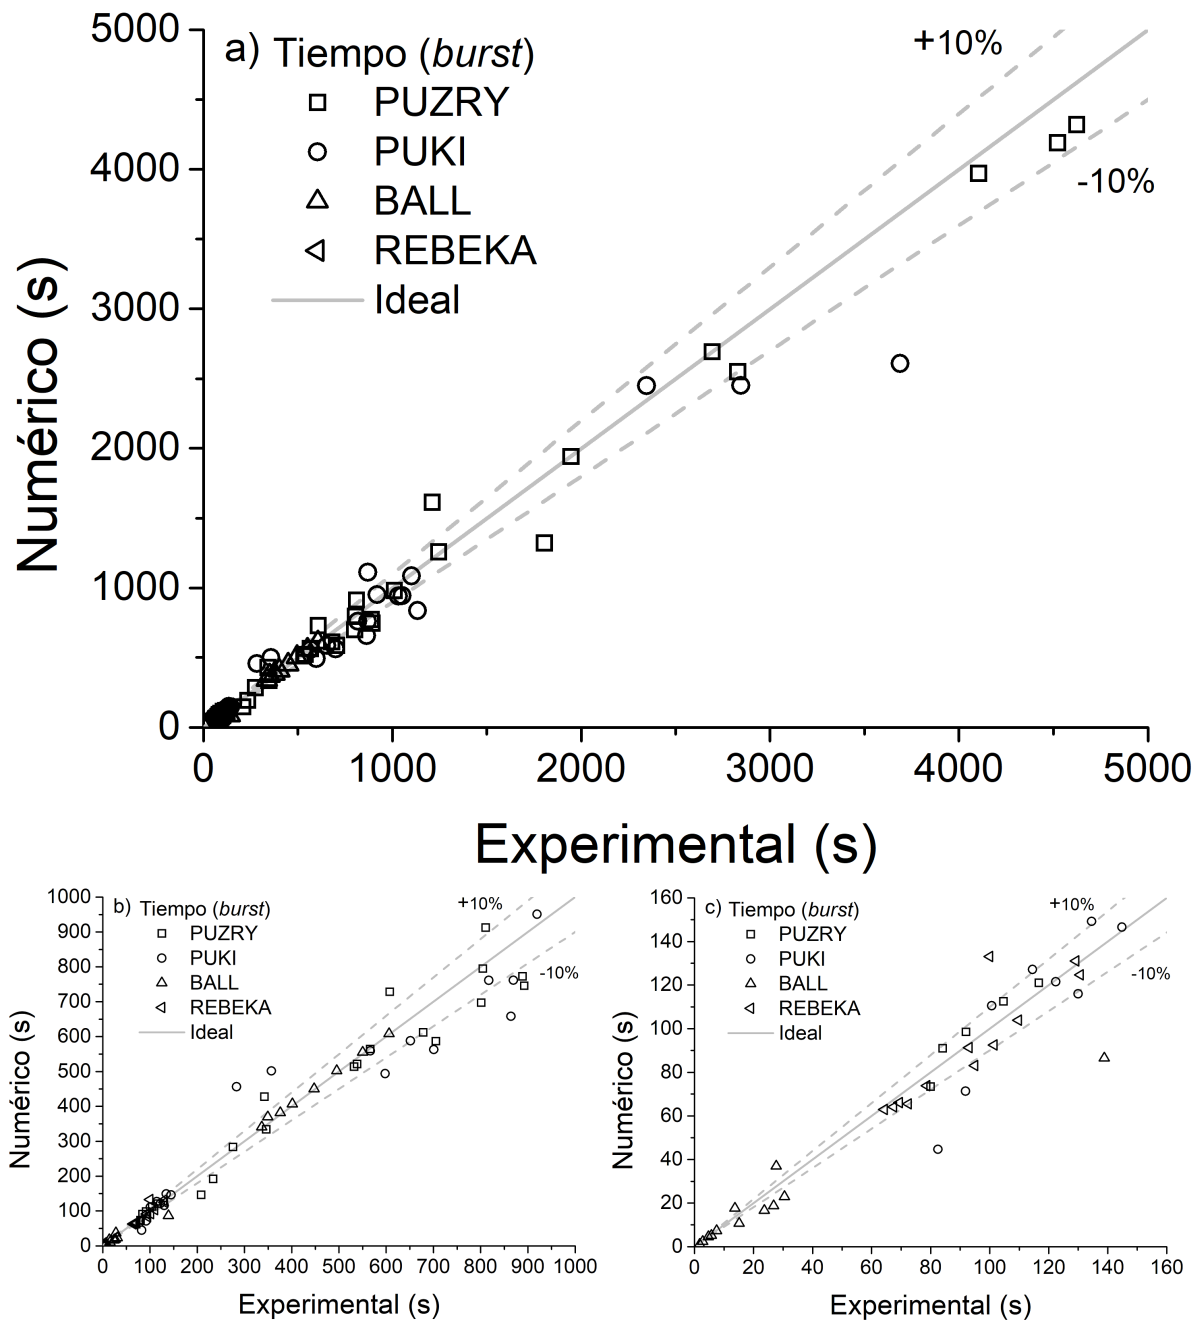 5000
4000
3000
2000
1000
0
Numérico (s)
a) Tiempo (burst)
PUZRY
PUKI
BALL
REBEKA
Ideal
+10%
-10%
0 1000 2000 3000 4000 5000
Experimental (s)
1000
900
800
700
600
500
400
300
200
100
0
Numérico (s)
b) Tiempo (burst)
PUZRY
PUKI
BALL
REBEKA
Ideal
+10%
-10%
0 100 200 300 400 500 600 700 800 900 1000
Experimental (s)
160
140
120
100
80
60
40
20
0
Numérico (s)
c) Tiempo (burst)
PUZRY
PUKI
BALL
REBEKA
Ideal
+10%
-10%
0 20 40 60 80 100 120 140 160
Experimental (s)